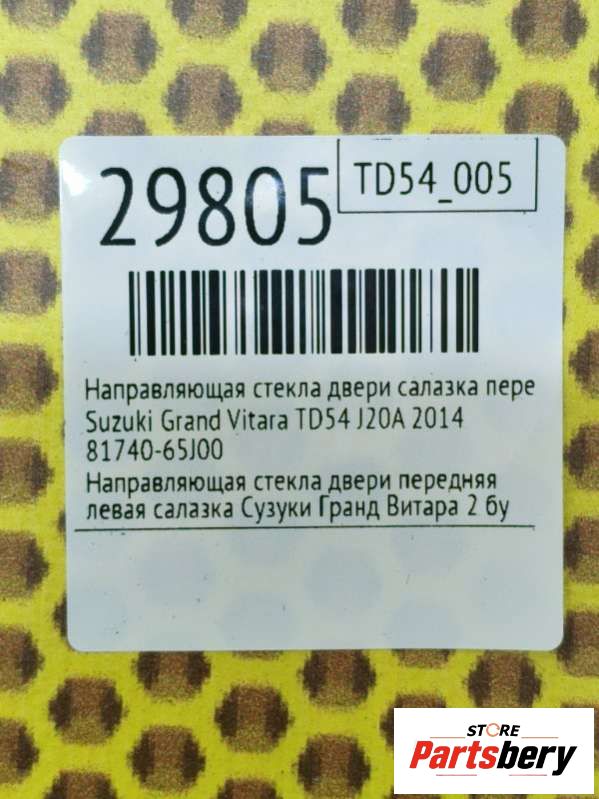 29805
TD54_005
Направляющая стекла двери салазка пере
Suzuki Grand Vitara TD54 J20A 2014
81740-65J00
Направляющая стекла двери передняя
левая салазка Сузуки Гранд Витара 2 бу
STORE
Partsbery